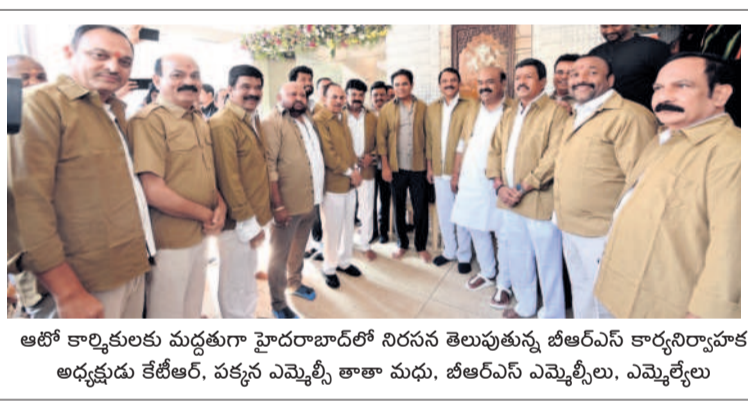 ఆటో కార్మికులకు మద్దతుగా హైదరాబాద్‌లో నిరసన తెలుపుతున్న బీఆర్‌ఎస్ కార్యనిర్వాహక
అధ్యక్షుడు కేటీఆర్, పక్కన ఎమ్మెల్సీ తాతా మధు, బీఆర్ఎస్ ఎమ్మెల్సీలు, ఎమ్మెల్యేలు